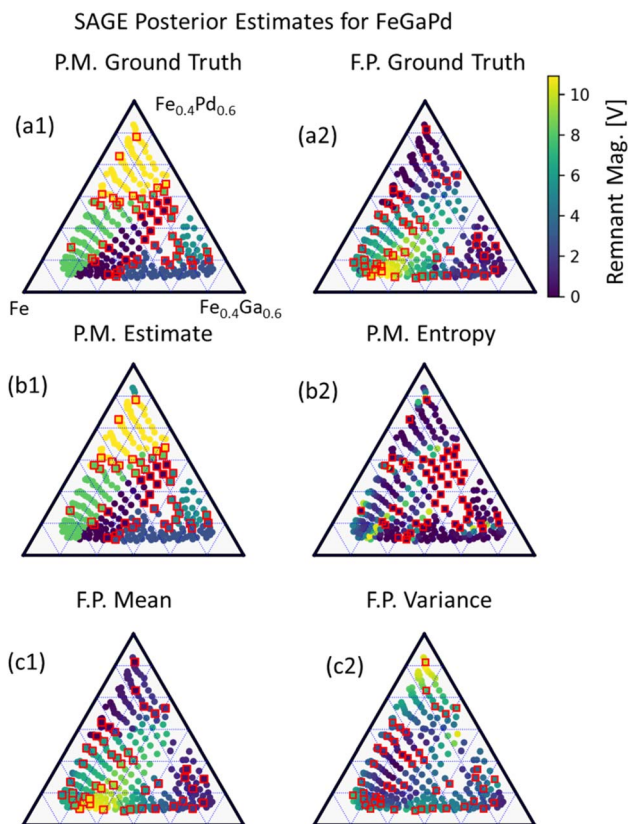 SAGE Posterior Estimates for FeGaPd
P.M. Ground Truth
F.P. Ground Truth
(a1)
Fe0.4Pd0.6
(a2)
10
8
6
4
2
0
Remnant Mag. [V]
Fe
Fe0.4Ga0.6
P.M. Estimate
P.M. Entropy
(b1)
(b2)
F.P. Mean
F.P. Variance
(c1)
(c2)